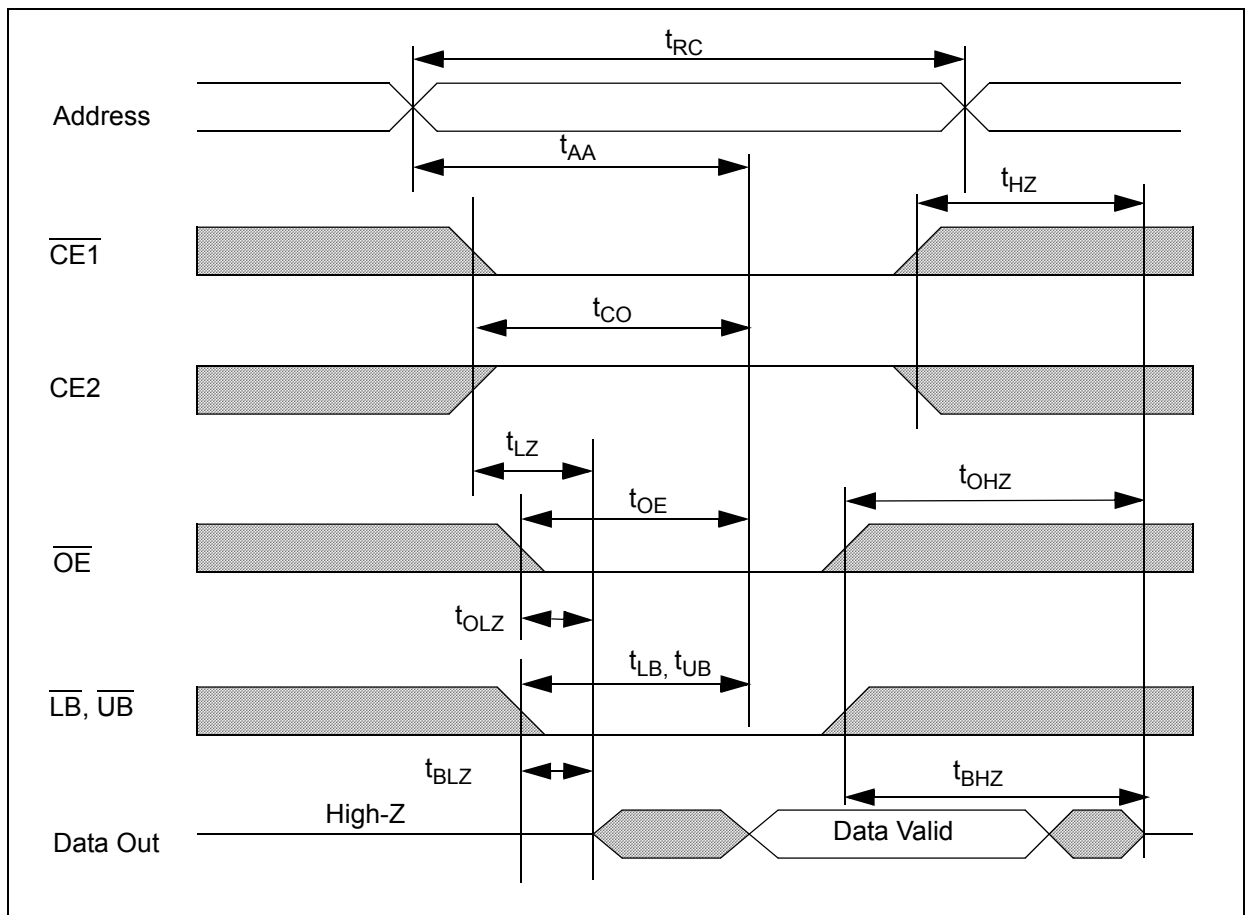 tRC
Address
tAA
tHZ
CE1
tCO
CE2
tLZ
tOHZ
tOE
OE
tOLZ
tLB, tUB
LB, UB
tBLZ
tBHZ
High-Z
Data Valid
Data Out